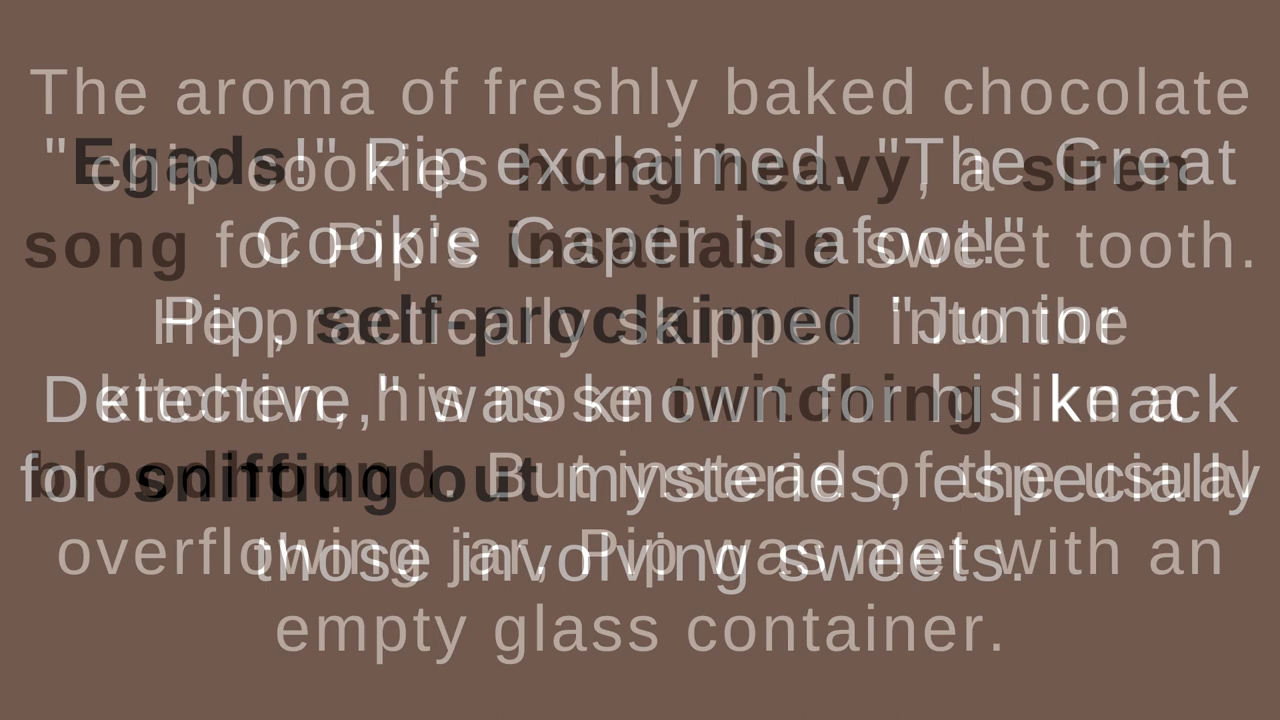 The aroma of freshly baked chocolate
chip cookies hung heavy, a siren
song for Pip's insatiable sweet tooth.
He practically skipped into the
kitchen, his nose twitching like a
bloodhound. But instead of the usual
overflowing jar, Pip was met with an
empty glass container.
"Egads!" Pip exclaimed. "The Great
Cookie Caper is afoot!"
Pip, self-proclaimed "Junior
Detective," was known for his knack
for sniffing out mysteries, especially
those involving sweets.